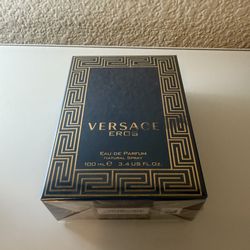 VERSACE
EROS
EAU DE PARFUM
NATURAL SPRAY
100 ML ℮ 3.4 US FL.OZ.